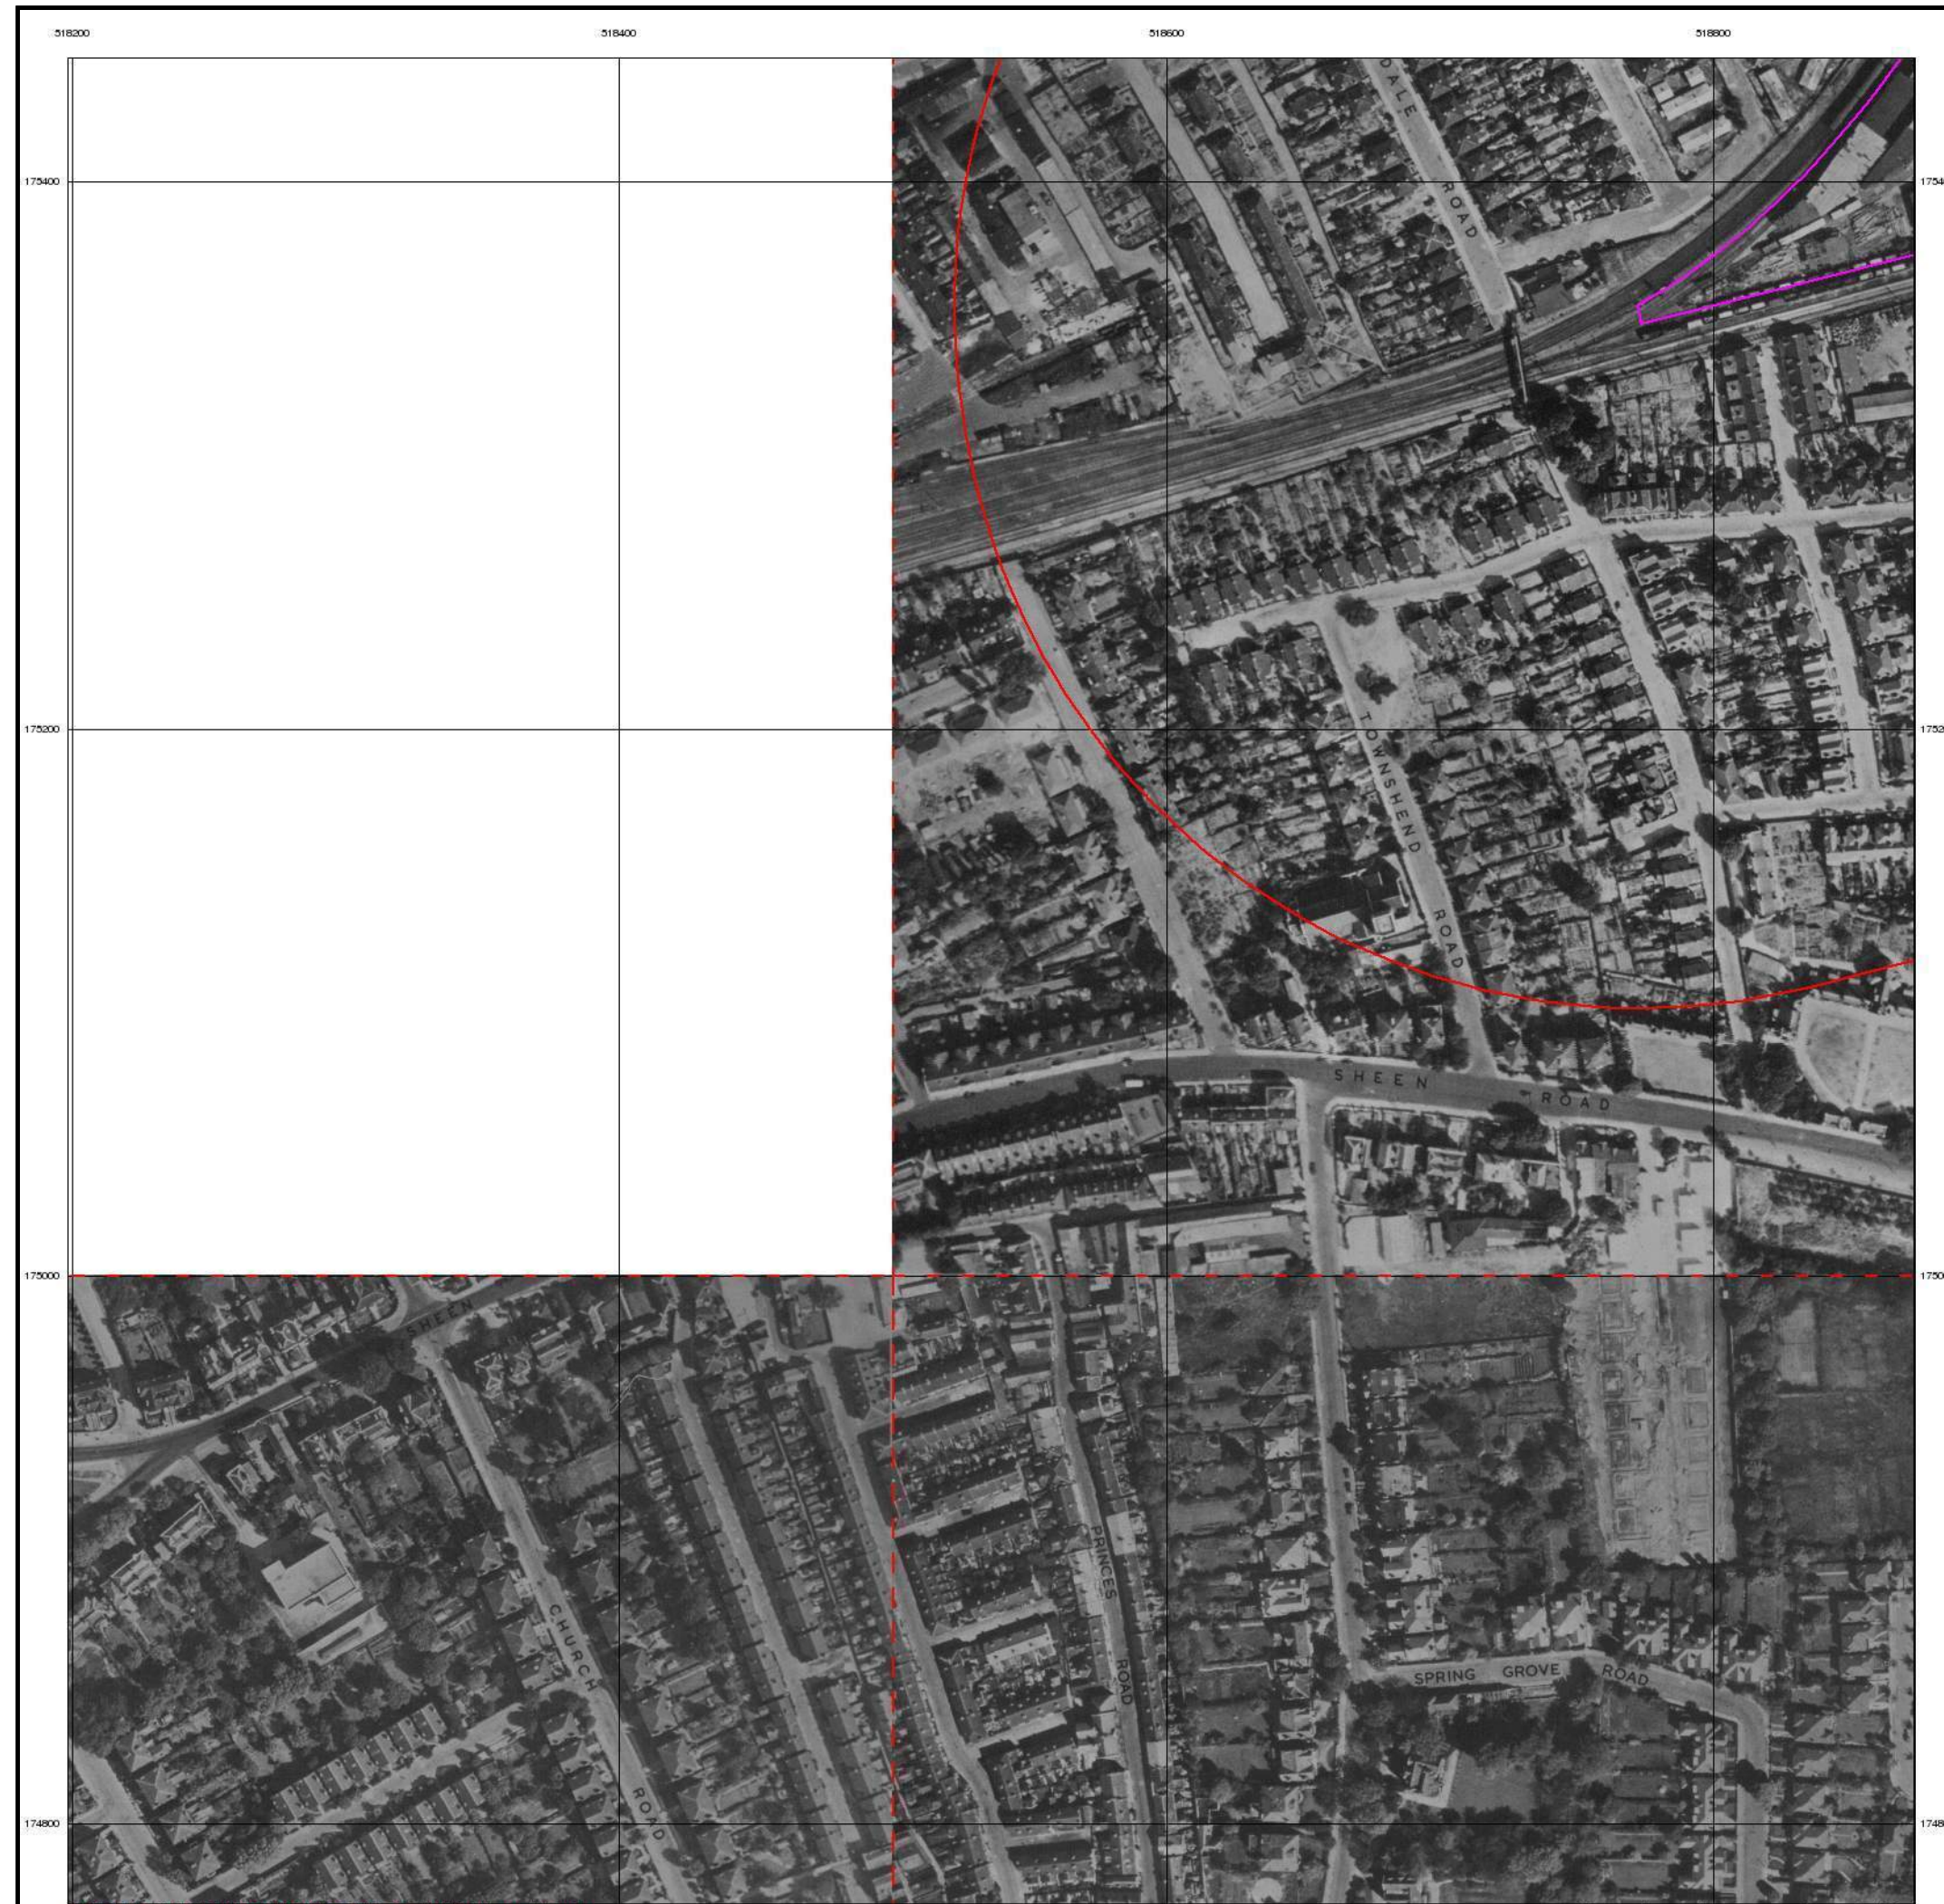 518200 518400 518600 518800
DALE ROAD
175400
TOWNSHEND ROAD
175200
SHEEN ROAD
175000
SHEEN
CHURCH ROAD
PRINCES ROAD
SPRING GROVE ROAD
174800